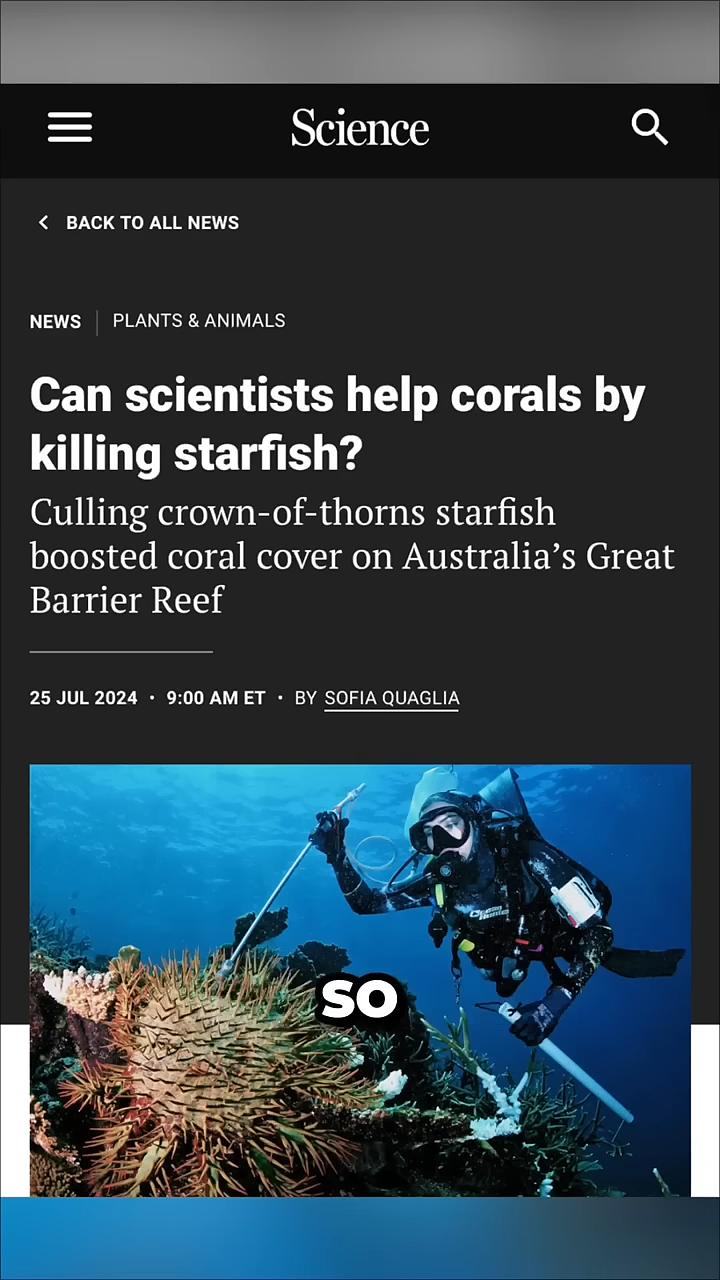 Science
BACK TO ALL NEWS
NEWS | PLANTS & ANIMALS
Can scientists help corals by
killing starfish?
Culling crown-of-thorns starfish
boosted coral cover on Australia’s Great
Barrier Reef
25 JUL 2024 • 9:00 AM ET • BY SOFIA QUAGLIA
SO